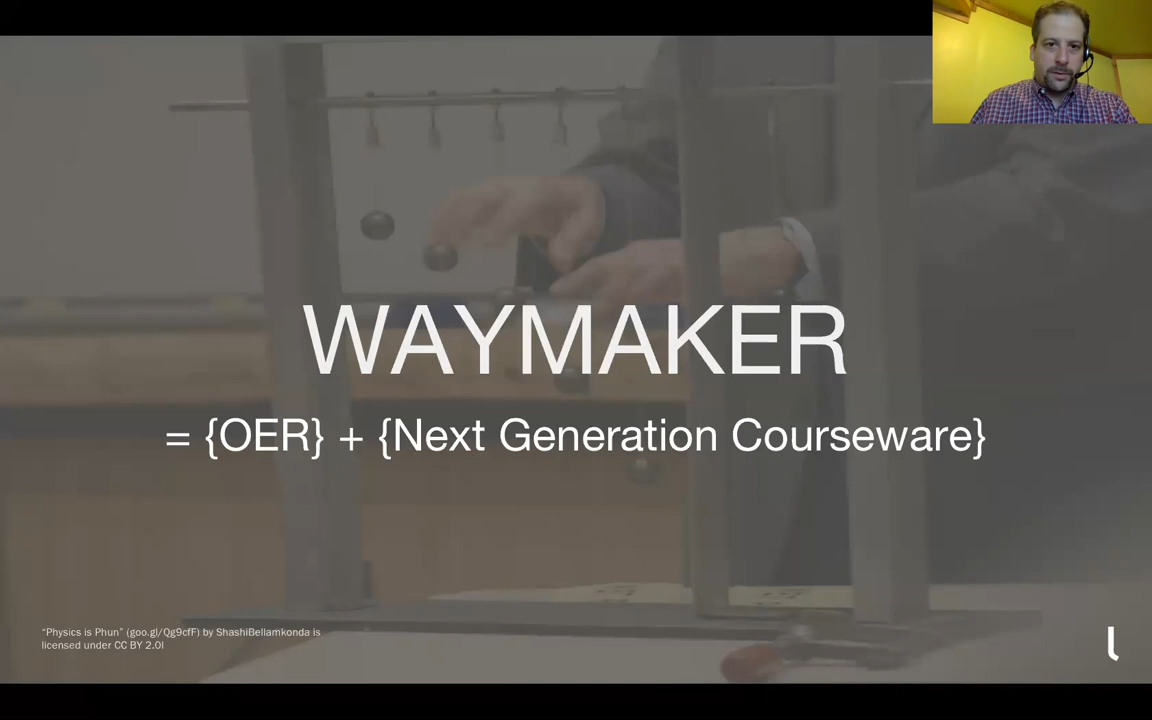 WAYMAKER
= {OER} + {Next Generation Courseware}
“Physics is Phun” (goo.gl/Qg9cfF) by ShashiBellamkonda is
licensed under CC BY 2.0l